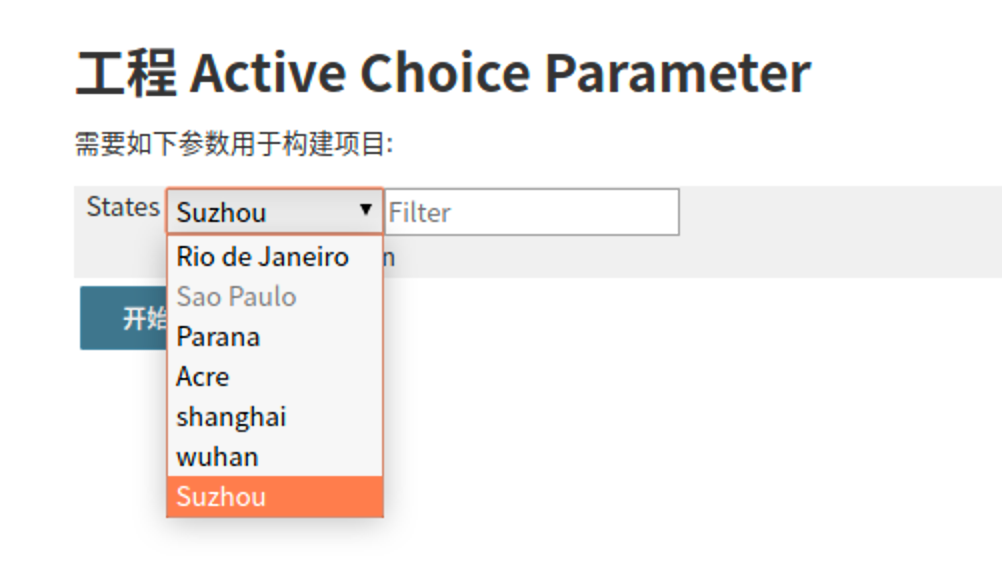 工程 Active Choice Parameter
需要如下参数用于构建项目:
States Suzhou ▼ Filter
Rio de Janeiro n
Sao Paulo
开始
Parana
Acre
shanghai
wuhan
Suzhou